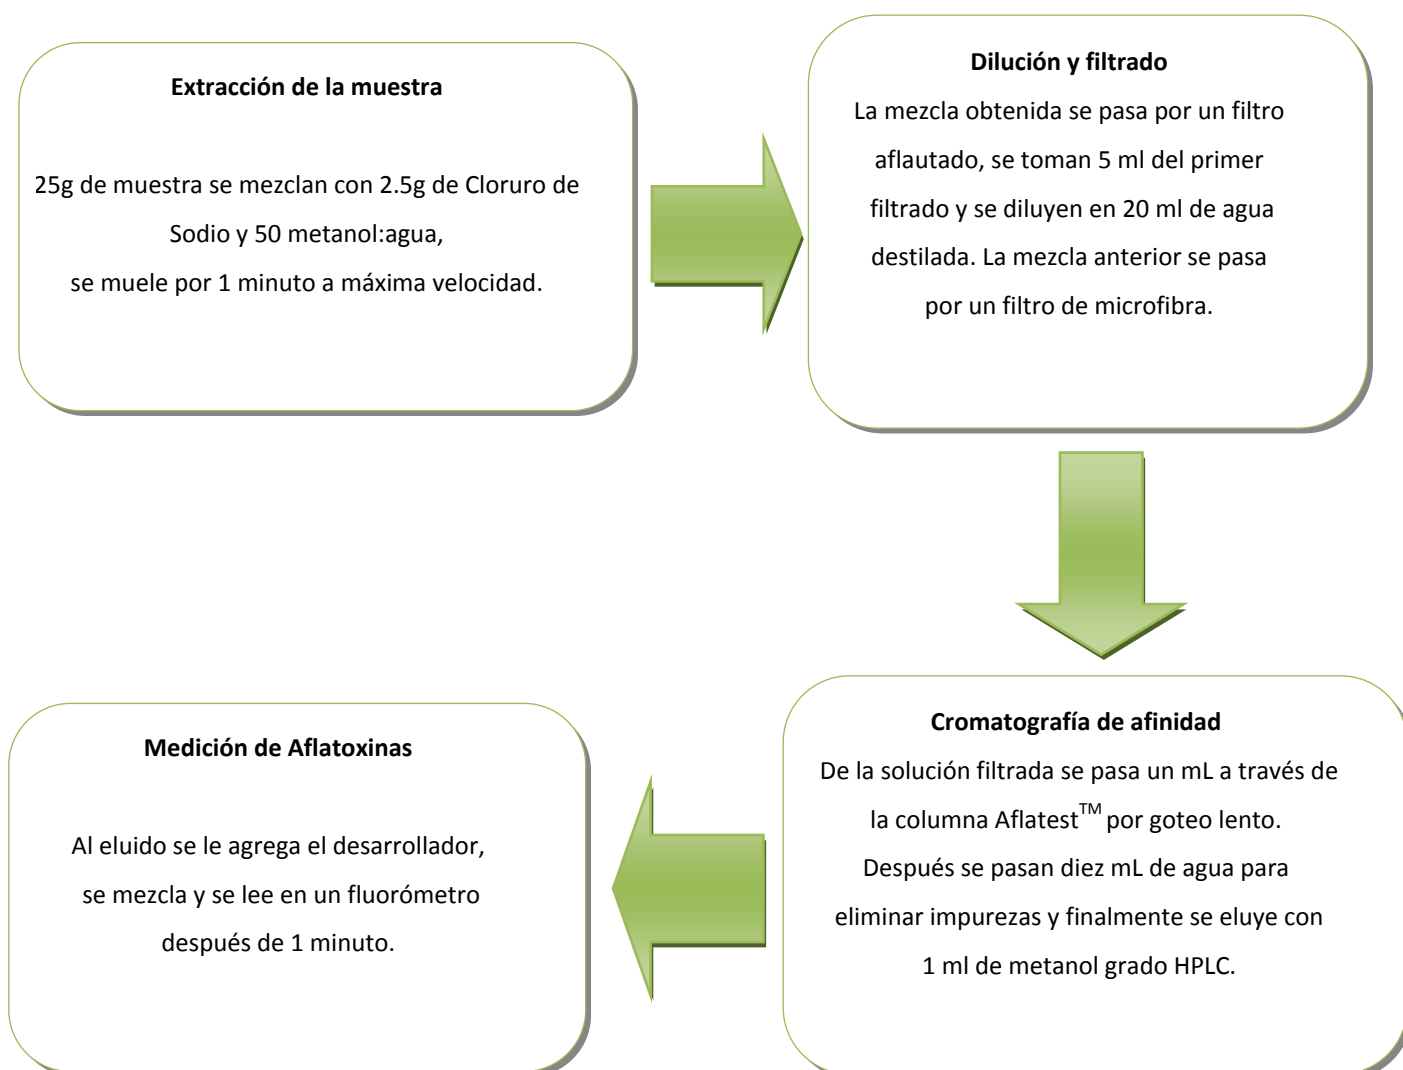 Extracción de la muestra
25g de muestra se mezclan con 2.5g de Cloruro de
Sodio y 50 metanol:agua,
se muele por 1 minuto a máxima velocidad.
Dilución y filtrado
La mezcla obtenida se pasa por un filtro
aflautado, se toman 5 ml del primer
filtrado y se diluyen en 20 ml de agua
destilada. La mezcla anterior se pasa
por un filtro de microfibra.
Cromatografía de afinidad
De la solución filtrada se pasa un mL a través de
la columna Aflatest™ por goteo lento.
Después se pasan diez mL de agua para
eliminar impurezas y finalmente se eluye con
1 ml de metanol grado HPLC.
Medición de Aflatoxinas
Al eluido se le agrega el desarrollador,
se mezcla y se lee en un fluorómetro
después de 1 minuto.